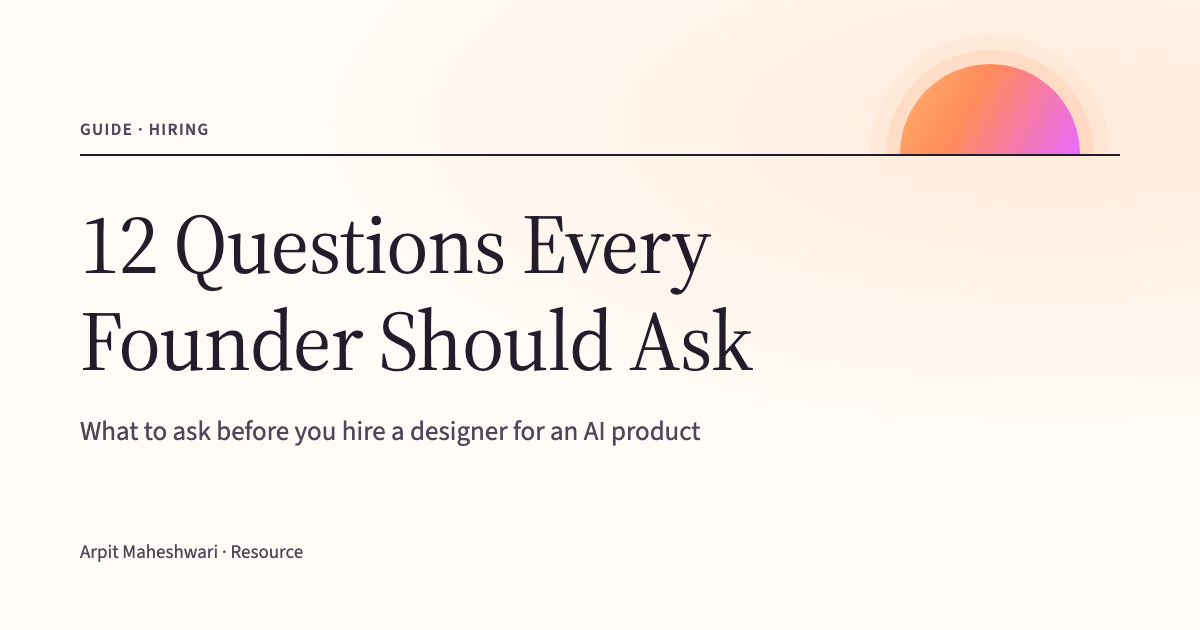 GUIDE · HIRING
12 Questions Every
Founder Should Ask
What to ask before you hire a designer for an AI product
Arpit Maheshwari · Resource